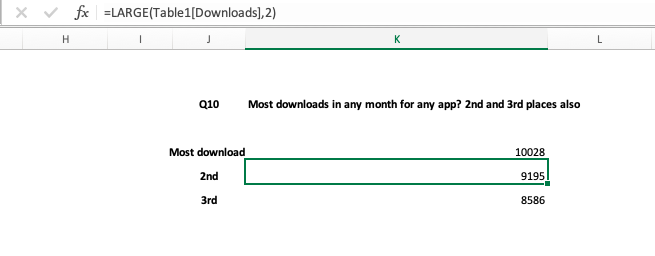 fx =LARGE(Table1[Downloads],2)
H I J K L
Q10 Most downloads in any month for any app? 2nd and 3rd places also
Most download 10028
2nd 9195
3rd 8586